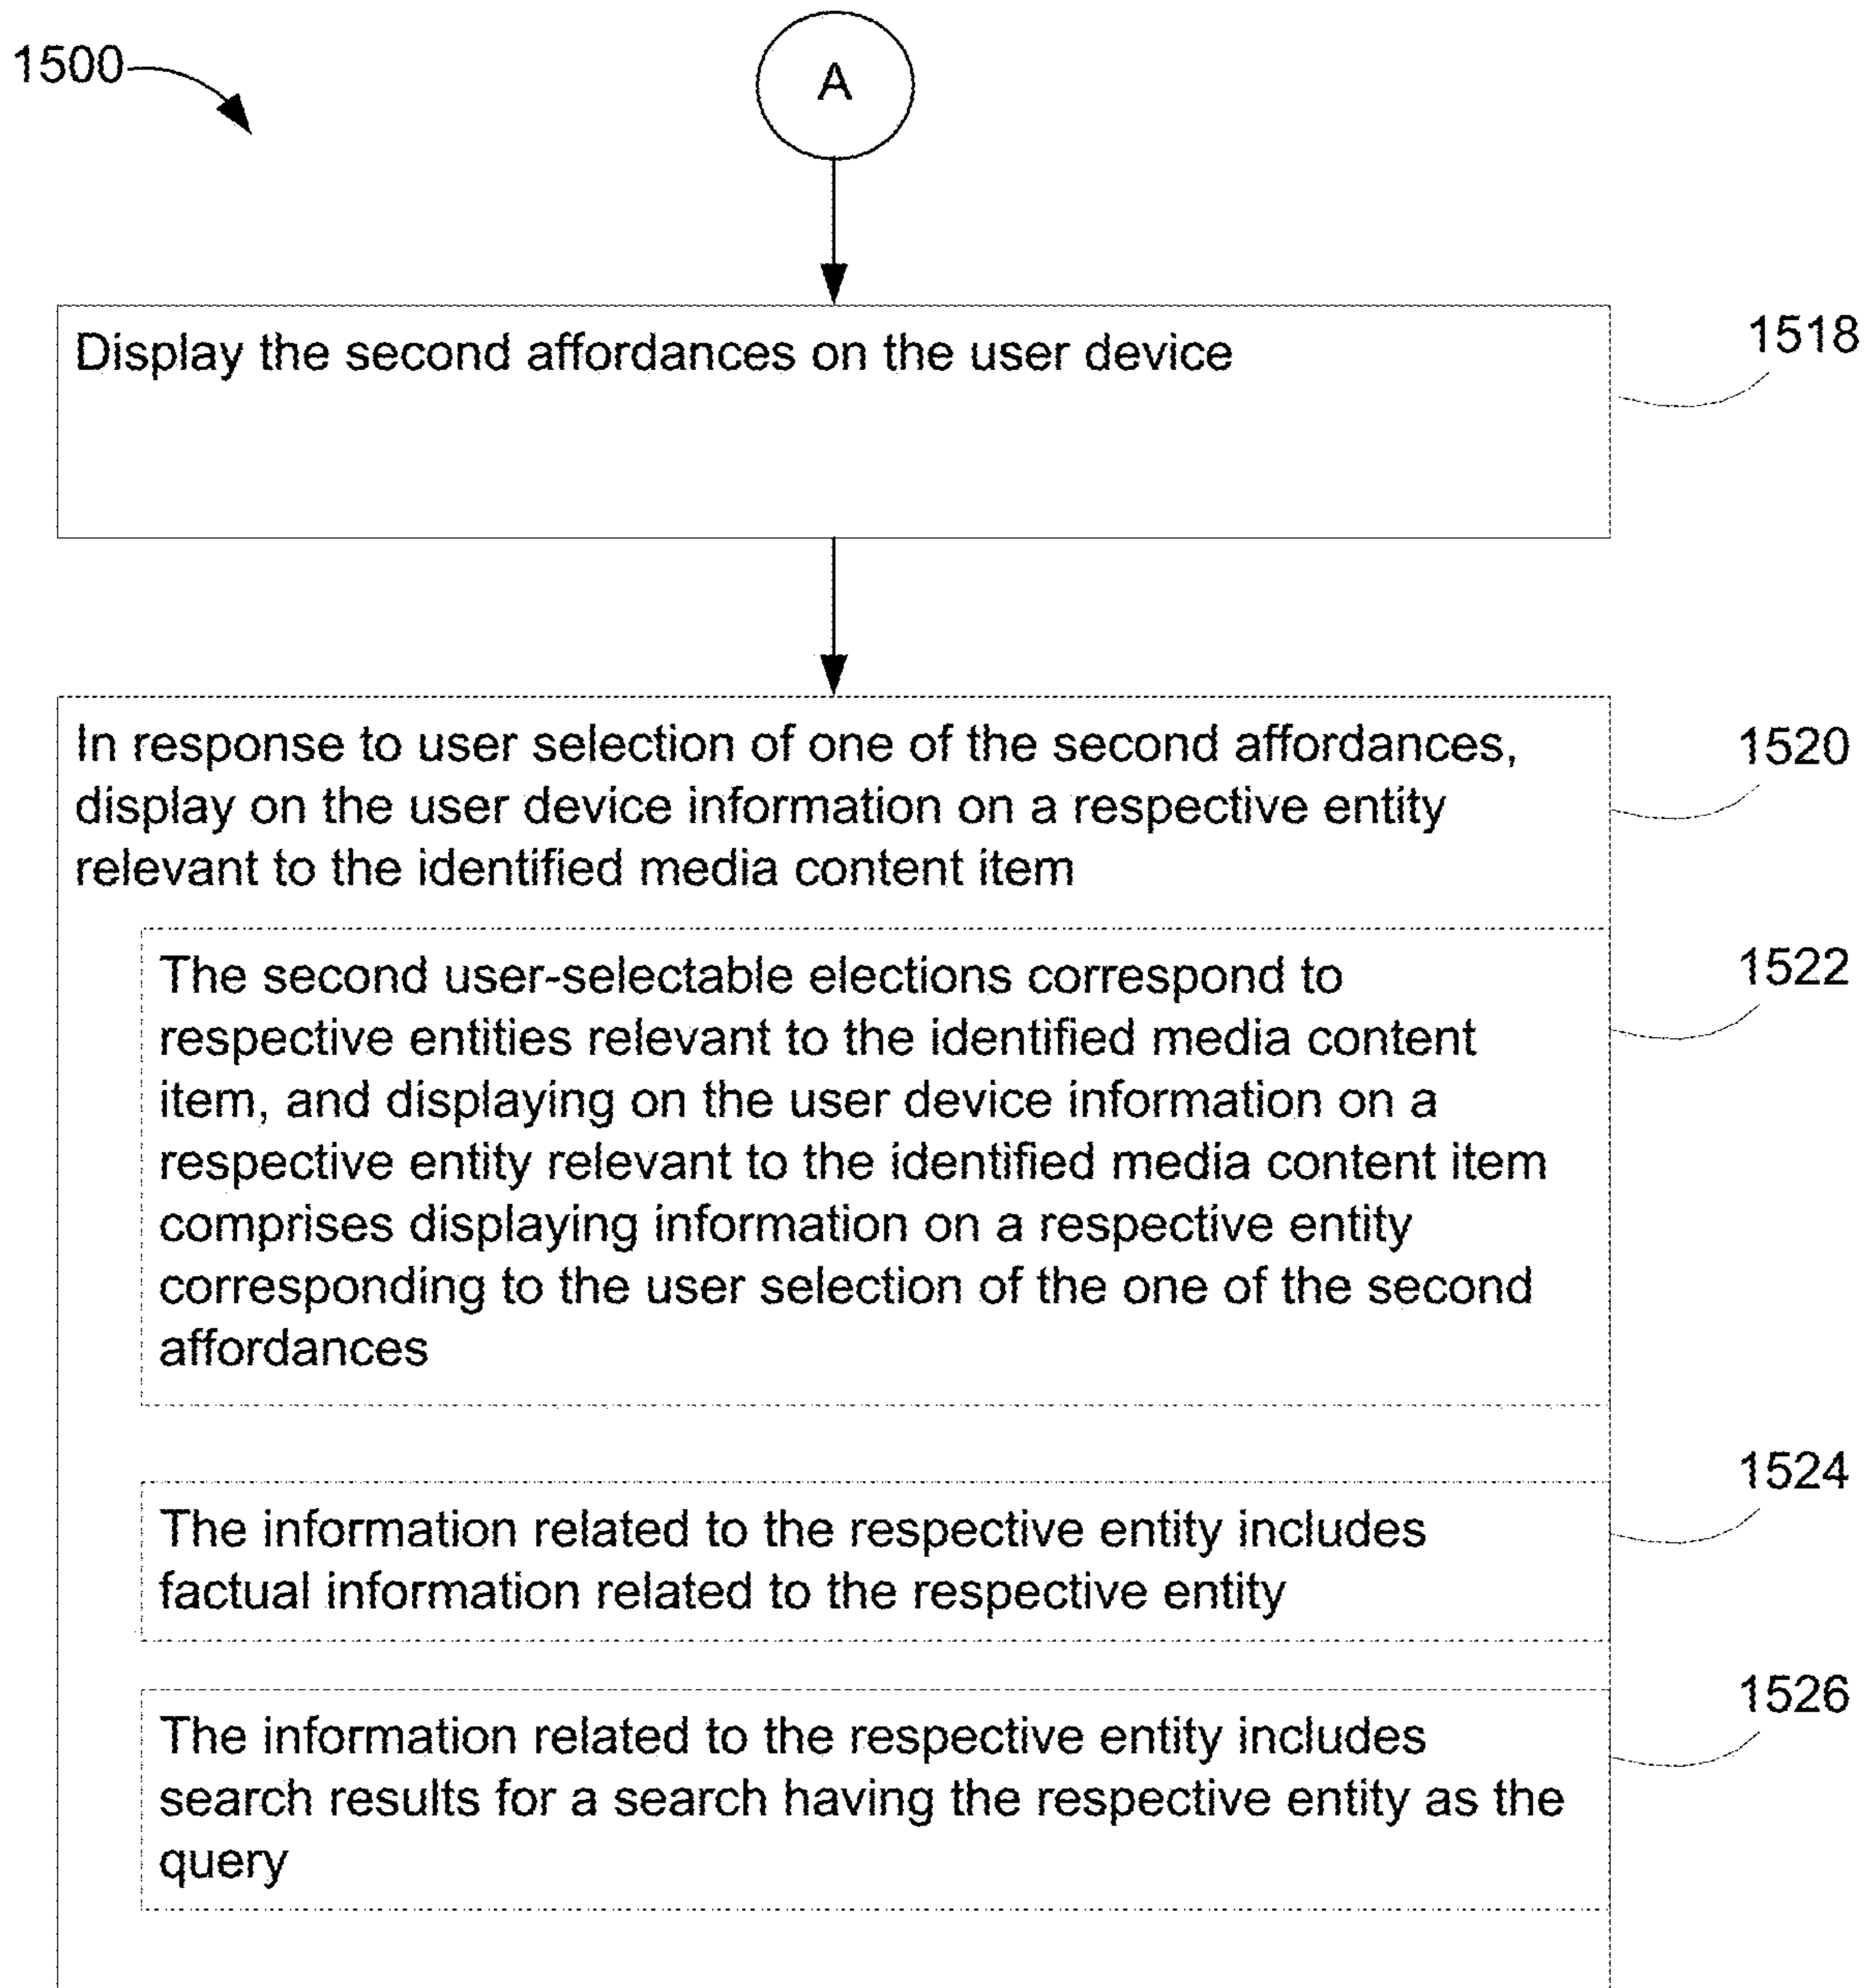 1500
A
Display the second affordances on the user device
1518
In response to user selection of one of the second affordances,
display on the user device information on a respective entity
relevant to the identified media content item
1520
The second user-selectable elections correspond to
respective entities relevant to the identified media content
item, and displaying on the user device information on a
respective entity relevant to the identified media content item
comprises displaying information on a respective entity
corresponding to the user selection of the one of the second
affordances
1522
The information related to the respective entity includes
factual information related to the respective entity
1524
The information related to the respective entity includes
search results for a search having the respective entity as the
query
1526